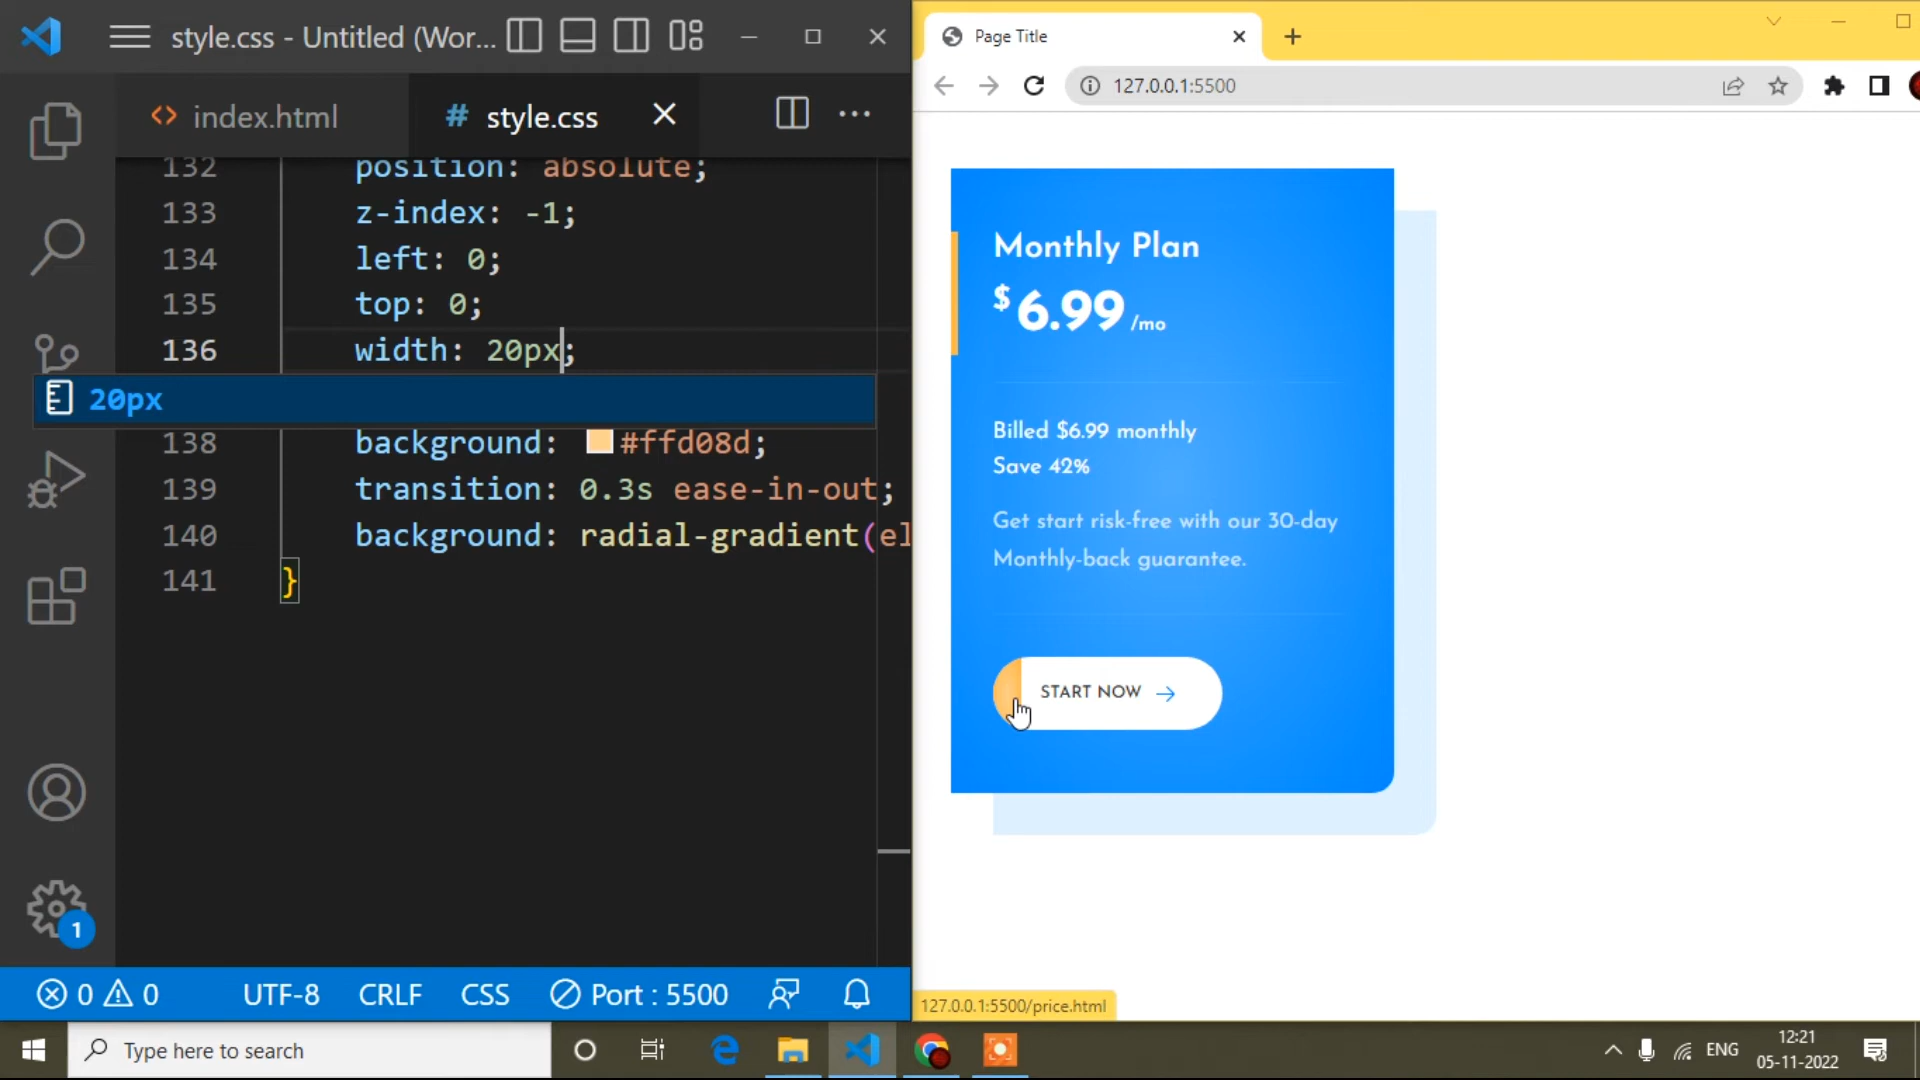 style.css - Untitled (Wor...
index.html
# style.css
132 position: absolute;
133 z-index: -1;
134 left: 0;
135 top: 0;
136 width: 20px;
20px
138 background: #ffd08d;
139 transition: 0.3s ease-in-out;
140 background: radial-gradient(el
141 }
1
0 0 UTF-8 CRLF CSS Port : 5500
Page Title
127.0.0.1:5500
Monthly Plan
$6.99 /mo
Billed $6.99 monthly
Save 42%
Get start risk-free with our 30-day
Monthly-back guarantee.
START NOW
127.0.0.1:5500/price.html
Type here to search
ENG
12:21
05-11-2022